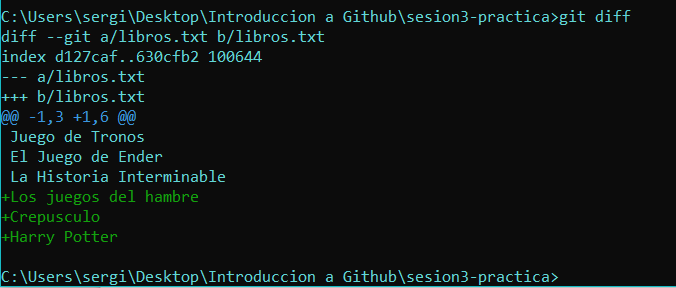 C:\Users\sergi\Desktop\Introduccion a Github\sesion3-practica>git diff
diff --git a/libros.txt b/libros.txt
index d127caf..630cfb2 100644
--- a/libros.txt
+++ b/libros.txt
@@ -1,3 +1,6 @@
 Juego de Tronos
 El Juego de Ender
 La Historia Interminable
+Los juegos del hambre
+Crepusculo
+Harry Potter
C:\Users\sergi\Desktop\Introduccion a Github\sesion3-practica>